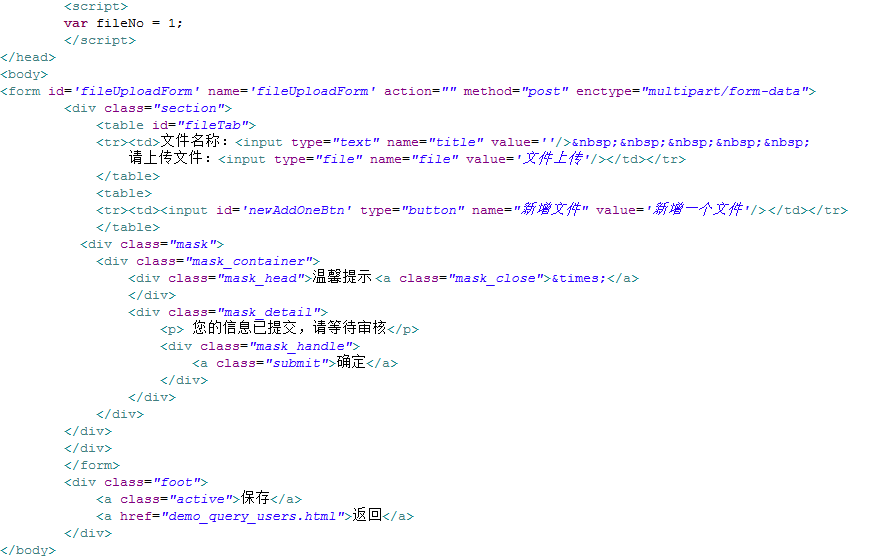 <script>
var fileNo = 1;
</script>
</head>
<body>
<form id='fileUploadForm' name='fileUploadForm' action="" method="post" enctype="multipart/form-data">
<div class="section">
<table id="fileTab">
<tr><td>文件名称：<input type="text" name="title" value=''/>&nbsp;&nbsp;&nbsp;&nbsp;&nbsp;
请上传文件：<input type="file" name="file" value='文件上传'/></td></tr>
</table>
<table>
<tr><td><input id='newAddOneBtn' type="button" name="新增文件" value='新增一个文件'/></td></tr>
</table>
<div class="mask">
<div class="mask_container">
<div class="mask_head">温馨提示<a class="mask_close">&times;</a>
</div>
<div class="mask_detail">
<p> 您的信息已提交，请等待审核</p>
<div class="mask_handle">
<a class="submit">确定</a>
</div>
</div>
</div>
</div>
</div>
</form>
<div class="foot">
<a class="active">保存</a>
<a href="demo_query_users.html">返回</a>
</div>
</body>